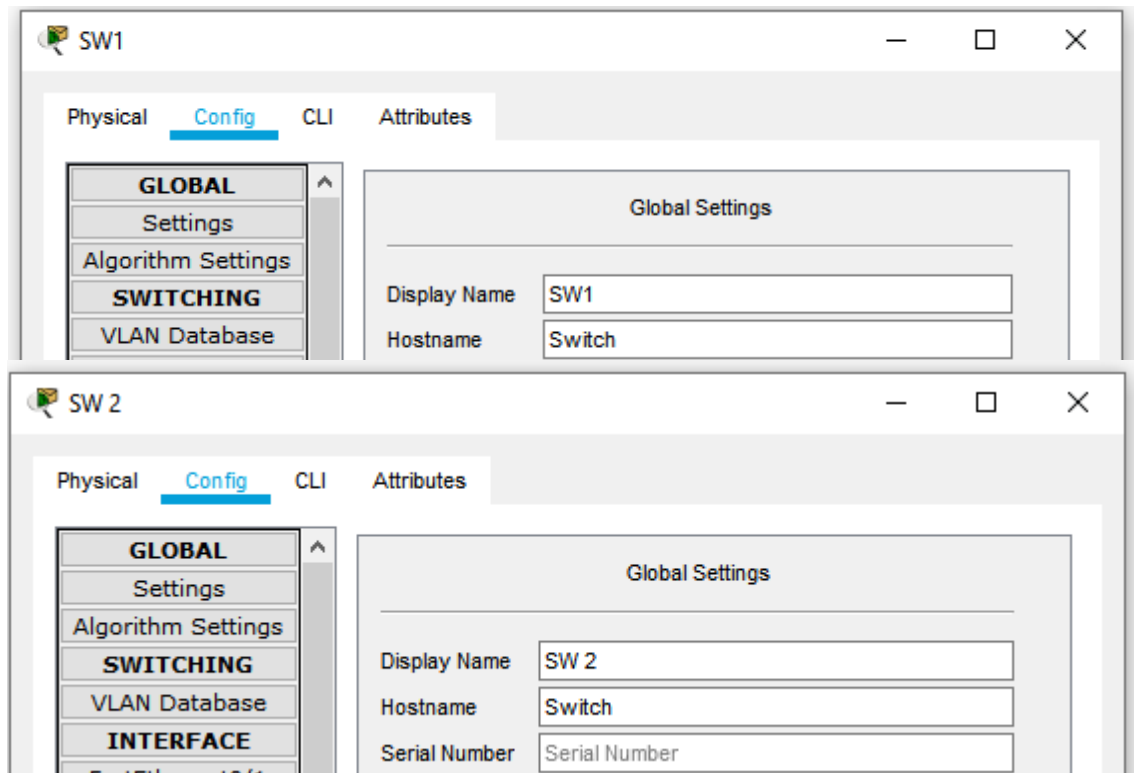 SW1
Physical Config CLI Attributes
GLOBAL
Settings
Algorithm Settings
SWITCHING
VLAN Database
Global Settings
Display Name SW1
Hostname Switch
SW 2
Physical Config CLI Attributes
GLOBAL
Settings
Algorithm Settings
SWITCHING
VLAN Database
INTERFACE
Global Settings
Display Name SW 2
Hostname Switch
Serial Number Serial Number